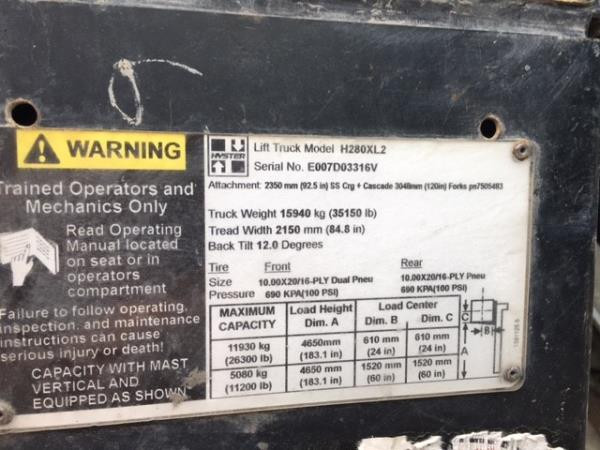 WARNING
Trained Operators and
Mechanics Only
Read Operating
Manual located
on seat or in
operators
compartment
Failure to follow operating,
inspection, and maintenance
instructions can cause
serious injury or death!
CAPACITY WITH MAST
VERTICAL AND
EQUIPPED AS SHOWN
HYSTER
Lift Truck Model H280XL2
Serial No. E007D03316V
Attachment: 2350 mm (92.5 in) SS Crg + Cascade 3048mm (120in) Forks pn7505483
Truck Weight 15940 kg (35150 lb)
Tread Width 2150 mm (84.8 in)
Back Tilt 12.0 Degrees
Tire Front Rear
Size 10.00X20/16-PLY Dual Pneu 10.00X20/16-PLY Pneu
Pressure 690 KPA(100 PSI) 690 KPA(100 PSI)
MAXIMUM CAPACITY Load Height Dim. A Load Center Dim. B Dim. C
11930 kg (26300 lb) 4650mm (183.1 in) 610 mm (24 in) 610 mm (24 in)
5080 kg (11200 lb) 4650 mm (183.1 in) 1520 mm (60 in) 1520 mm (60 in)
C
B
A